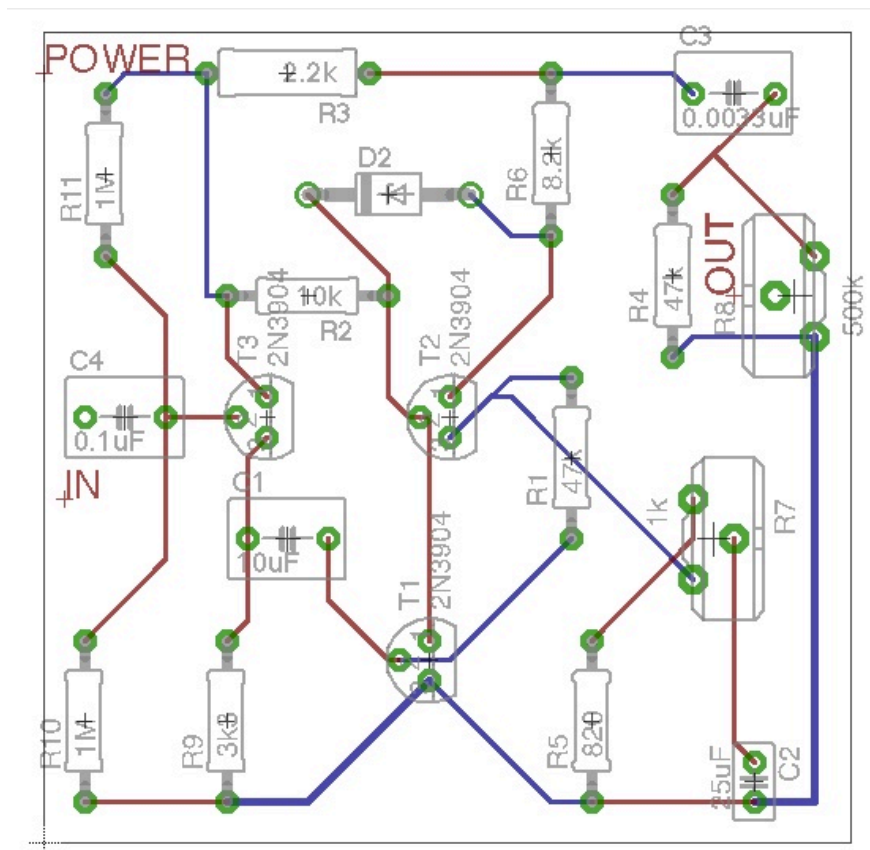 POWER
2.2k
R3
C3
0.0033uF
R11
1M
D2
R6
8.2k
R4
47k
OUT
R8
500k
10k
R2
T3
2N3904
T2
2N3904
C4
0.1uF
IN
C1
10uF
R1
47k
1k
R7
T1
2N3904
R10
1M
R9
3k3
R5
820
25uF
C2